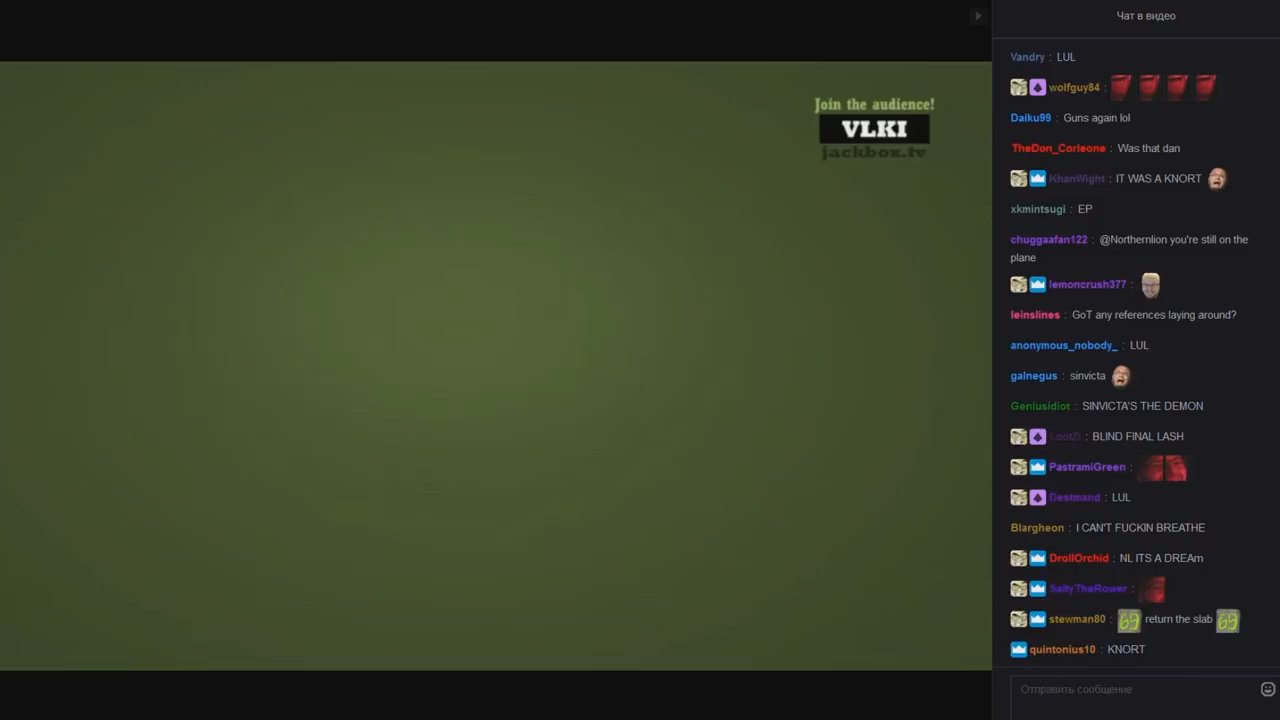 Чат в видео
Join the audience!
VLKI
jackbox.tv
Vandry : LUL
wolfguy84 :
Daiku99 : Guns again lol
TheDon_Corleone : Was that dan
KhanWight : IT WAS A KNORT
xkmintsugi : EP
chuggaafan122 : @Northernlion you're still on the
plane
lemoncrush377 :
leinslines : GoT any references laying around?
anonymous_nobody_ : LUL
galnegus : sinvicta
Geniusidiot : SINVICTA'S THE DEMON
LootZi : BLIND FINAL LASH
PastramiGreen :
Destmand : LUL
Blargheon : I CAN'T FUCKIN BREATHE
DrollOrchid : NL ITS A DREAm
SaltyTheRower :
stewman80 : 69 return the slab 69
quintonius10 : KNORT
Отправить сообщение